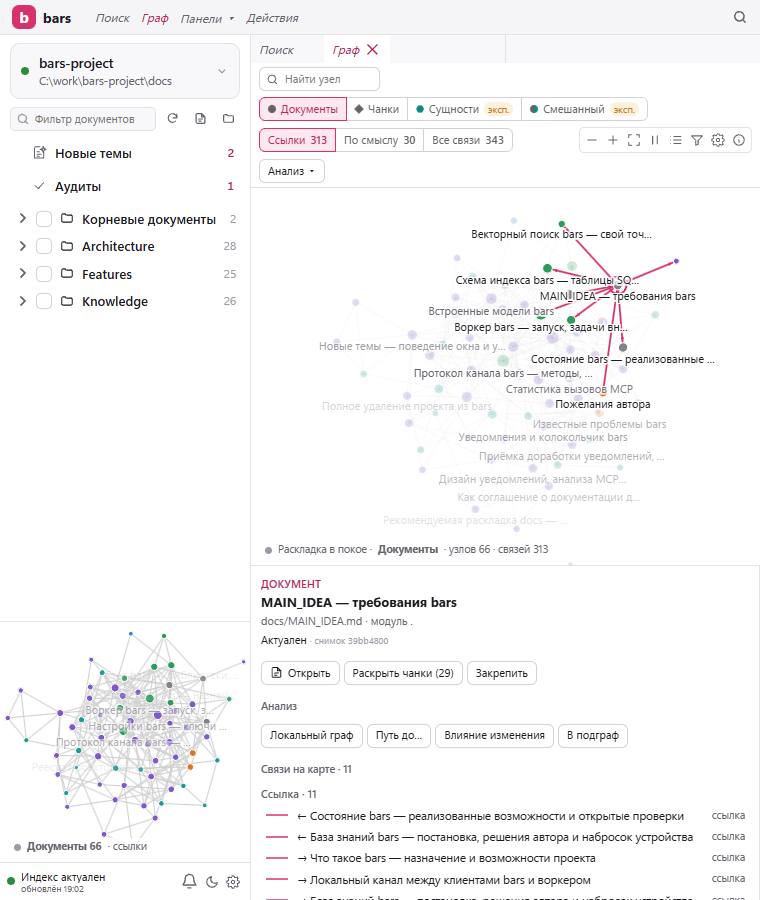 b bars Поиск Граф Панели Действия
bars-project
C:\work\bars-project\docs
Фильтр документов
Новые темы 2
Аудиты 1
Корневые документы 2
Architecture 28
Features 25
Knowledge 26
Воркер bars — запуск, з...
Настройки bars — ключи ...
Протокол канала bars —
Документы 66 · ссылки
Индекс актуален
обновлён 19:02
Поиск Граф
Найти узел
Документы Чанки Сущности эксп. Смешанный эксп.
Ссылки 313 По смыслу 30 Все связи 343
Анализ
Векторный поиск bars — свой точ...
Схема индекса bars — таблицы SQ...
MAIN_IDEA — требования bars
Встроенные модели bars
Воркер bars — запуск, задачи вн...
Новые темы — поведение окна и у...
Состояние bars — реализованные ...
Протокол канала bars — методы, ...
Статистика вызовов MCP
Полное удаление проекта из bars
Пожелания автора
Известные проблемы bars
Уведомления и колокольчик bars
Приёмка доработки уведомлений, ...
Дизайн уведомлений, анализа MCP...
Как соглашение о документации д...
Рекомендуемая раскладка docs — ...
Раскладка в покое · Документы · узлов 66 · связей 313
ДОКУМЕНТ
MAIN_IDEA — требования bars
docs/MAIN_IDEA.md · модуль .
Актуален · снимок 39bb4800
Открыть Раскрыть чанки (29) Закрепить
Анализ
Локальный граф Путь до... Влияние изменения В подграф
Связи на карте · 11
Ссылка · 11
← Состояние bars — реализованные возможности и открытые проверки ссылка
← База знаний bars — постановка, решения автора и набросок устройства ссылка
→ Что такое bars — назначение и возможности проекта ссылка
→ Локальный канал между клиентами bars и воркером ссылка